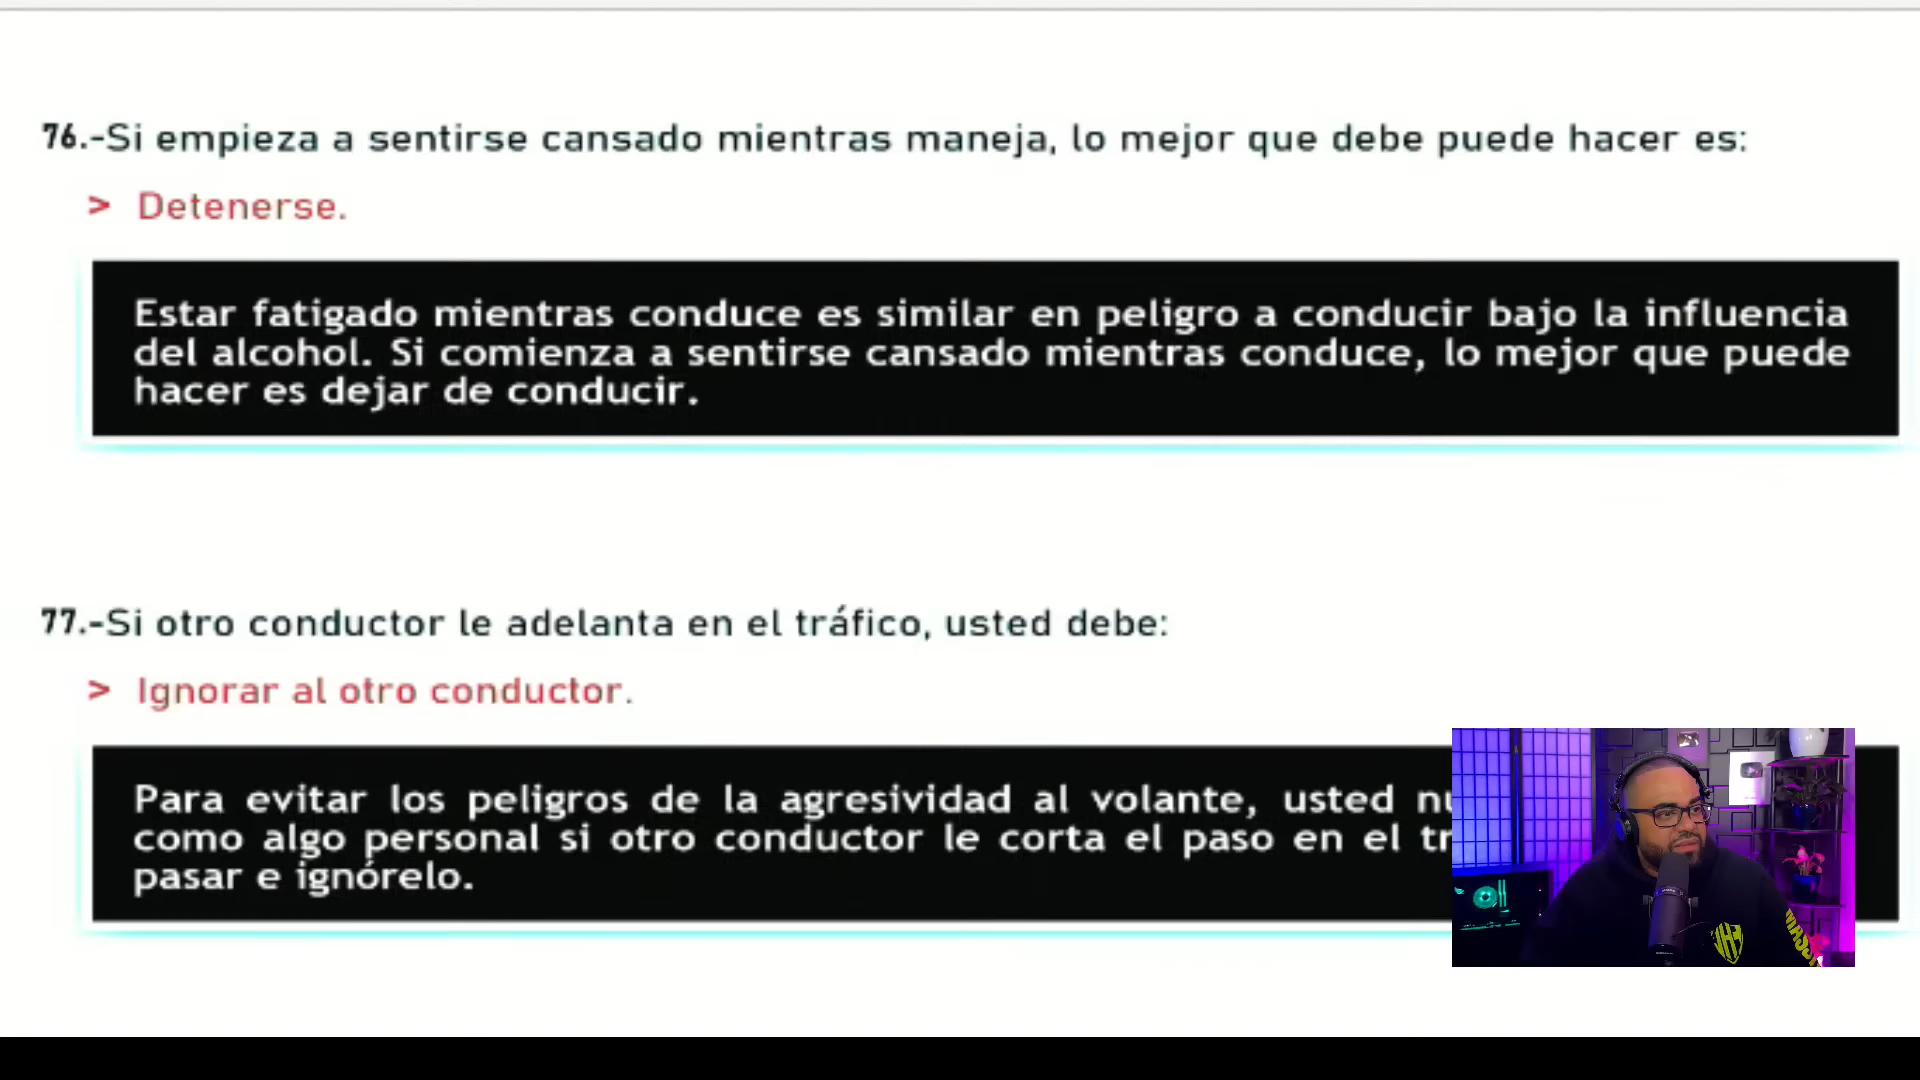 76.-Si empieza a sentirse cansado mientras maneja, lo mejor que debe puede hacer es:
> Detenerse.
Estar fatigado mientras conduce es similar en peligro a conducir bajo la influencia
del alcohol. Si comienza a sentirse cansado mientras conduce, lo mejor que puede
hacer es dejar de conducir.
77.-Si otro conductor le adelanta en el tráfico, usted debe:
> Ignorar al otro conductor.
Para evitar los peligros de la agresividad al volante, usted
como algo personal si otro conductor le corta el paso en el
pasar e ignórelo.